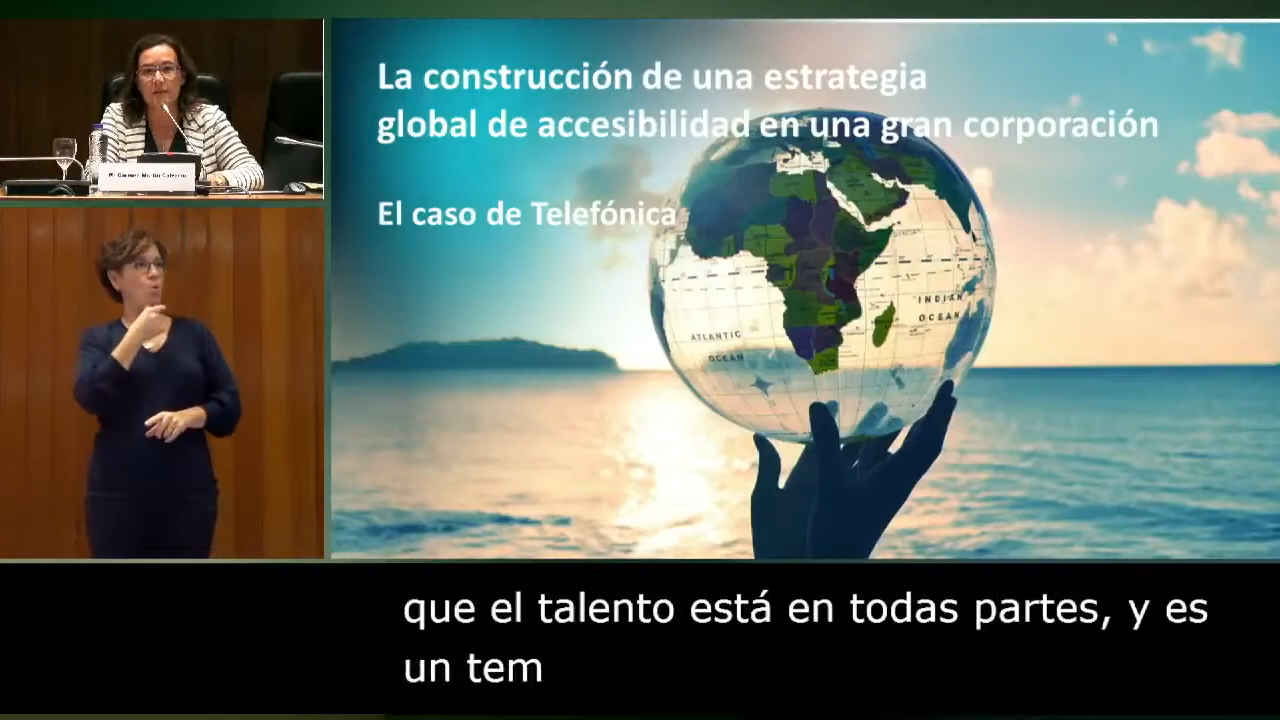 La construcción de una estrategia
global de accesibilidad en una gran corporación
El caso de Telefónica
ATLANTIC
OCEAN
INDIAN
OCEAN
que el talento está en todas partes, y es
un tem